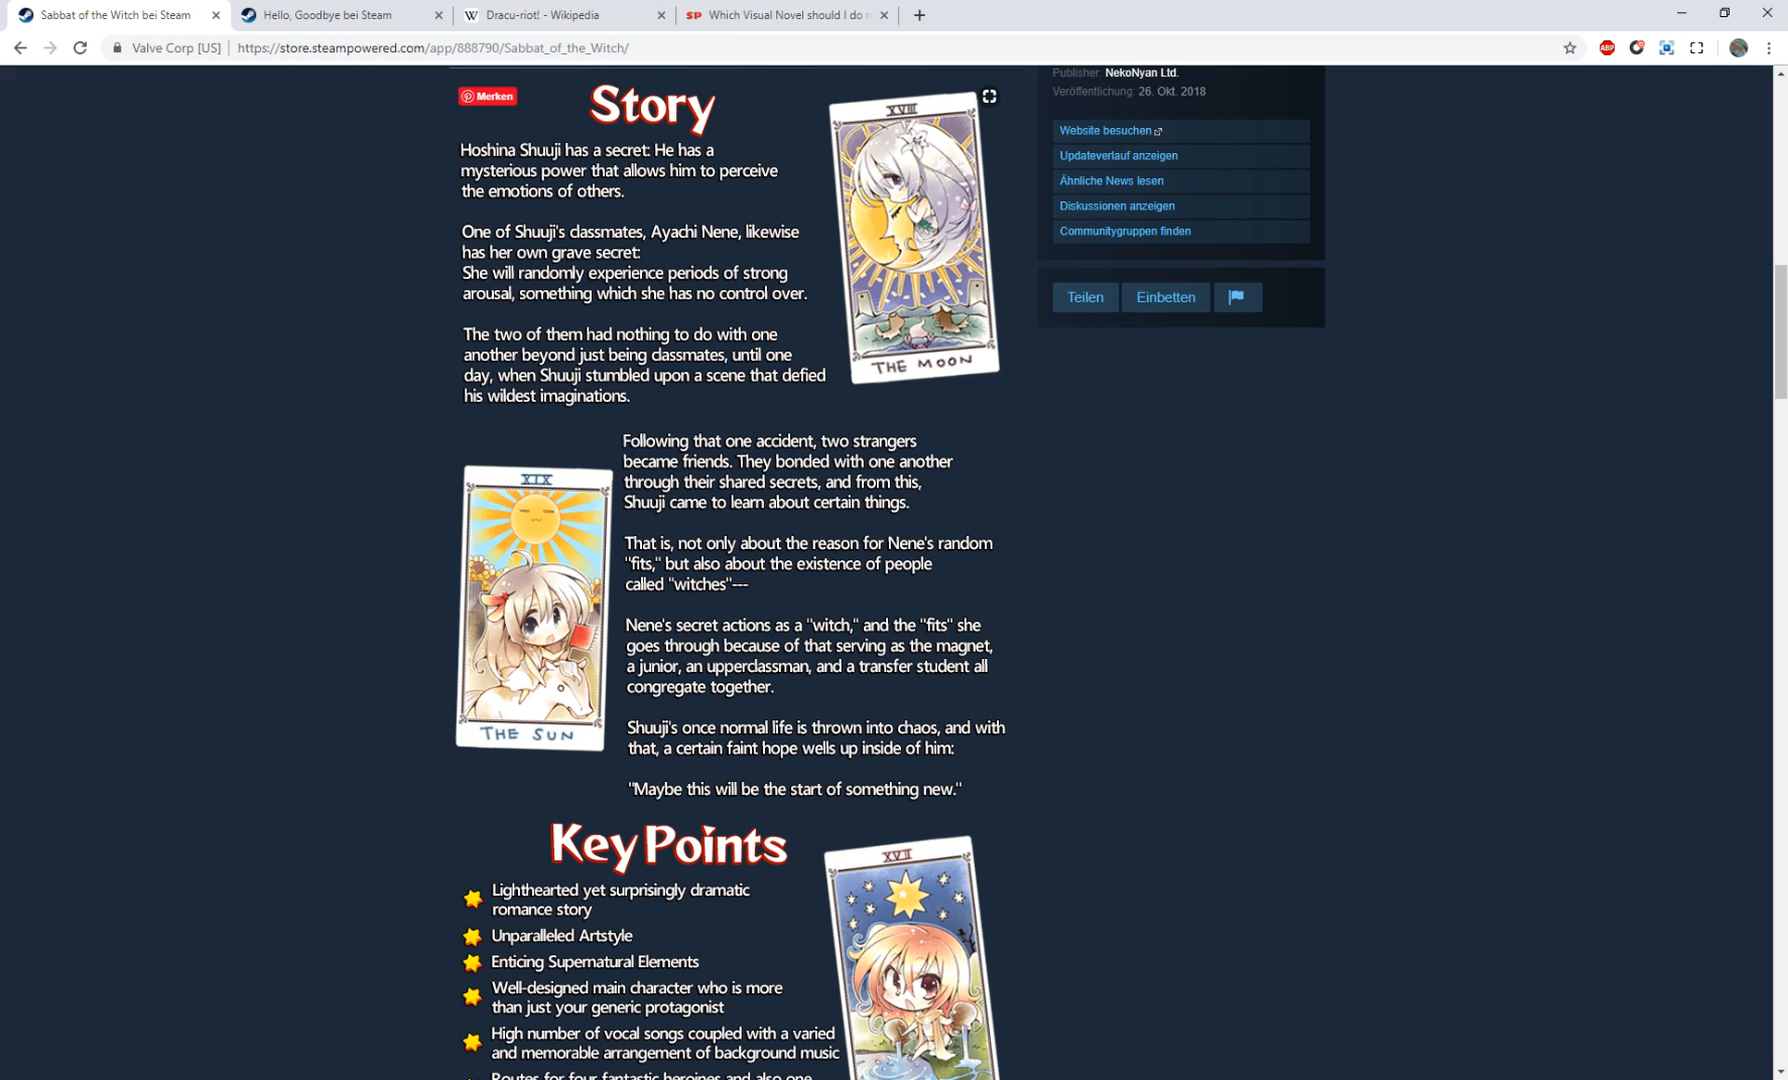 Sabbat of the Witch bei Steam
Hello, Goodbye bei Steam
Dracu-riot! - Wikipedia
Which Visual Novel should I do n
Valve Corp [US]
https://store.steampowered.com/app/888790/Sabbat_of_the_Witch/
ABP
Merken
Story
Hoshina Shuuji has a secret: He has a
mysterious power that allows him to perceive
the emotions of others.
One of Shuuji's classmates, Ayachi Nene, likewise
has her own grave secret:
She will randomly experience periods of strong
arousal, something which she has no control over.
The two of them had nothing to do with one
another beyond just being classmates, until one
day, when Shuuji stumbled upon a scene that defied
his wildest imaginations.
XVIII
THE MOON
Publisher: NekoNyan Ltd.
Veröffentlichung: 26. Okt. 2018
Website besuchen
Updateverlauf anzeigen
Ähnliche News lesen
Diskussionen anzeigen
Communitygruppen finden
Teilen
Einbetten
XIX
THE SUN
Following that one accident, two strangers
became friends. They bonded with one another
through their shared secrets, and from this,
Shuuji came to learn about certain things.
That is, not only about the reason for Nene's random
"fits," but also about the existence of people
called "witches"---
Nene's secret actions as a "witch," and the "fits" she
goes through because of that serving as the magnet,
a junior, an upperclassman, and a transfer student all
congregate together.
Shuuji's once normal life is thrown into chaos, and with
that, a certain faint hope wells up inside of him:
"Maybe this will be the start of something new."
Key Points
Lighthearted yet surprisingly dramatic
romance story
Unparalleled Artstyle
Enticing Supernatural Elements
Well-designed main character who is more
than just your generic protagonist
High number of vocal songs coupled with a varied
and memorable arrangement of background music
Routes for four fantastic heroines and also one
XVII